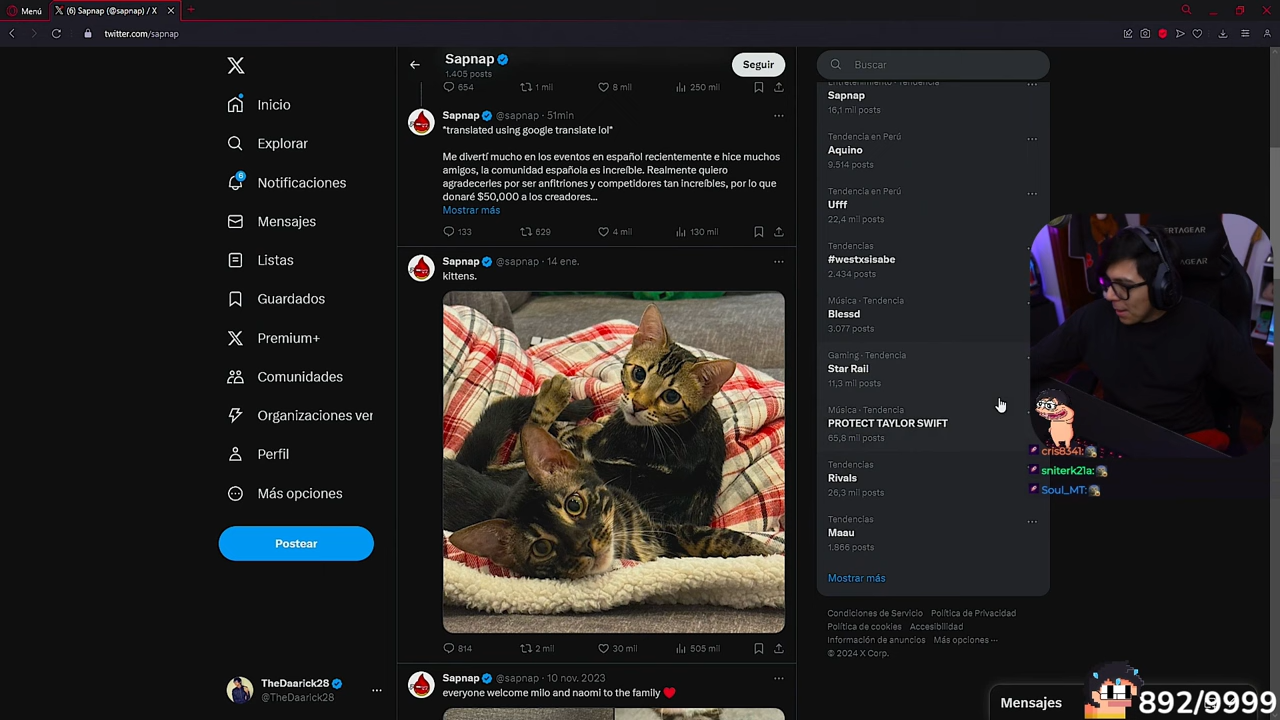 Menú
(6) Sapnap (@sapnap) / X
twitter.com/sapnap
Inicio
Explorar
6
Notificaciones
Mensajes
Listas
Guardados
Premium+
Comunidades
Organizaciones ver
Perfil
Más opciones
Postear
TheDaarick28
@TheDaarick28
Sapnap
1.405 posts
Seguir
654 1 mil 8 mil 250 mil
Sapnap @sapnap · 51min
*translated using google translate lol*
Me divertí mucho en los eventos en español recientemente e hice muchos
amigos, la comunidad española es increíble. Realmente quiero
agradecerles por ser anfitriones y competidores tan increíbles, por lo que
donaré $50,000 a los creadores...
Mostrar más
133 629 4 mil 130 mil
Sapnap @sapnap · 14 ene.
kittens.
814 2 mil 30 mil 505 mil
Sapnap @sapnap · 10 nov. 2023
everyone welcome milo and naomi to the family ❤️
Buscar
Entretenimiento · Tendencia
Sapnap
16,1 mil posts
Tendencia en Perú
Aquino
9.514 posts
Tendencia en Perú
Ufff
22,4 mil posts
Tendencias
#westxsisabe
2.434 posts
Música · Tendencia
Blessd
3.077 posts
Gaming · Tendencia
Star Rail
11,3 mil posts
Música · Tendencia
PROTECT TAYLOR SWIFT
65,8 mil posts
Tendencias
Rivals
26,3 mil posts
Tendencias
Maau
1.866 posts
Mostrar más
Condiciones de Servicio Política de Privacidad
Política de cookies Accesibilidad
Información de anuncios Más opciones ···
© 2024 X Corp.
ERTAGEAR
VERTAGEAR
cris8341:
sniterk21a:
Soul_MT:
Mensajes
892/9999